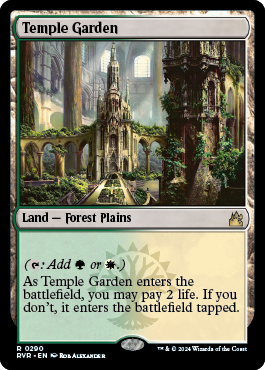 Temple Garden
Land — Forest Plains
(: Add or .)
As Temple Garden enters the
battlefield, you may pay 2 life. If you
don't, it enters the battlefield tapped.
R 0290
RVR • EN Rob Alexander
™ & © 2024 Wizards of the Coast